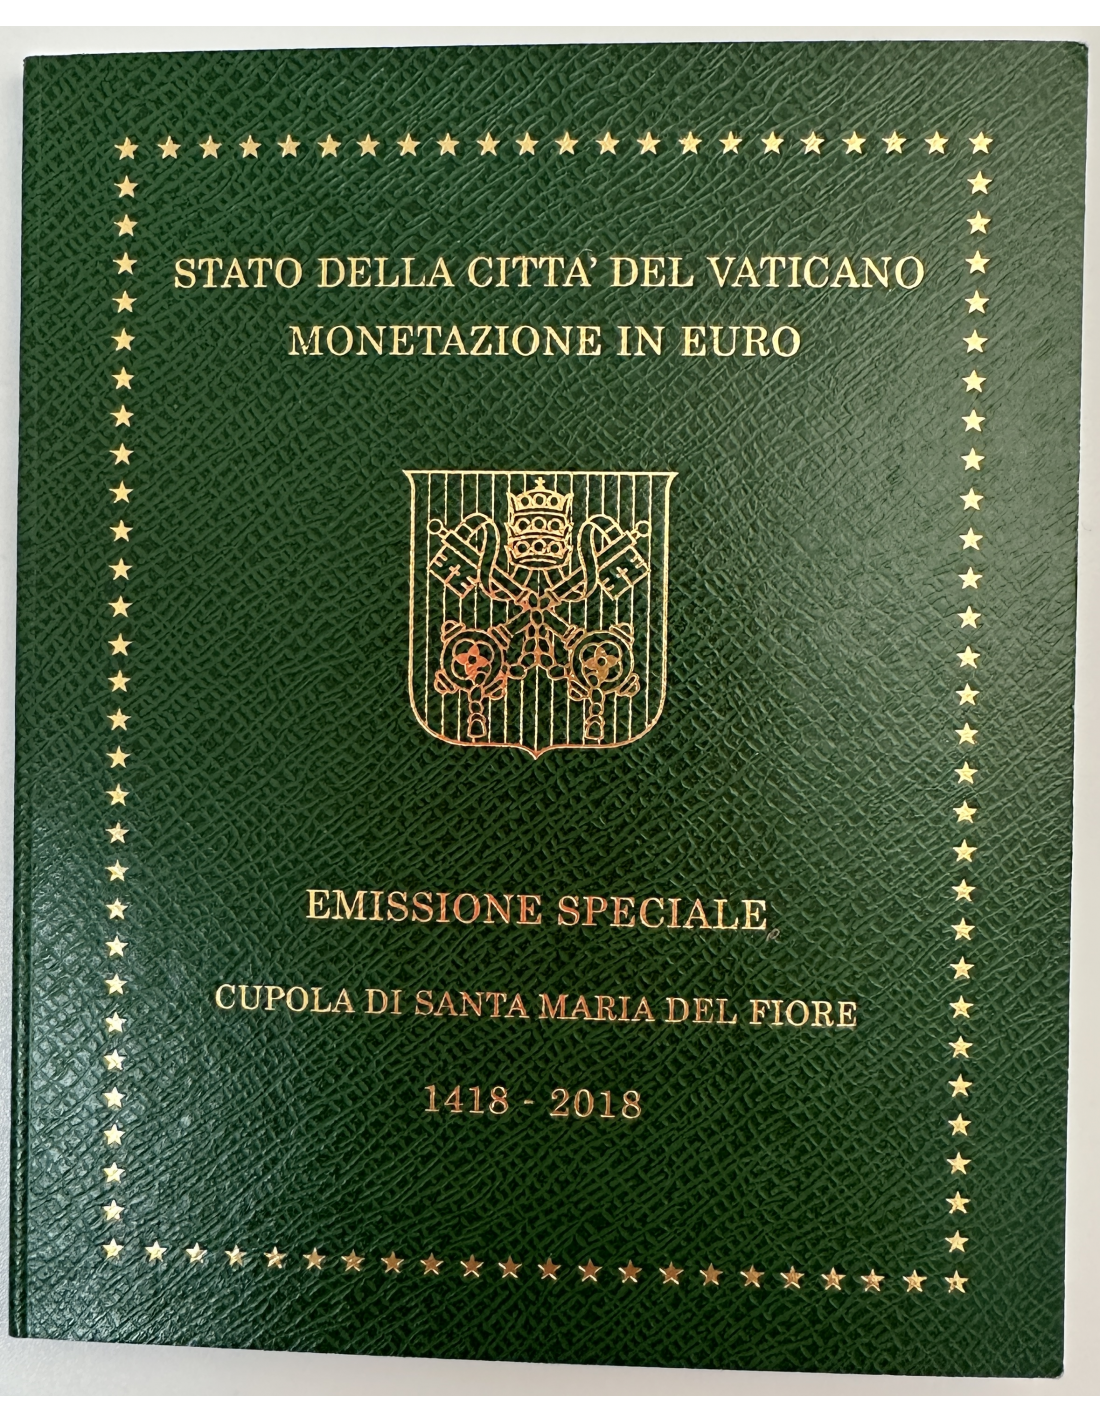 STATO DELLA CITTA' DEL VATICANO
MONETAZIONE IN EURO
EMISSIONE SPECIALE
CUPOLA DI SANTA MARIA DEL FIORE
1418 - 2018